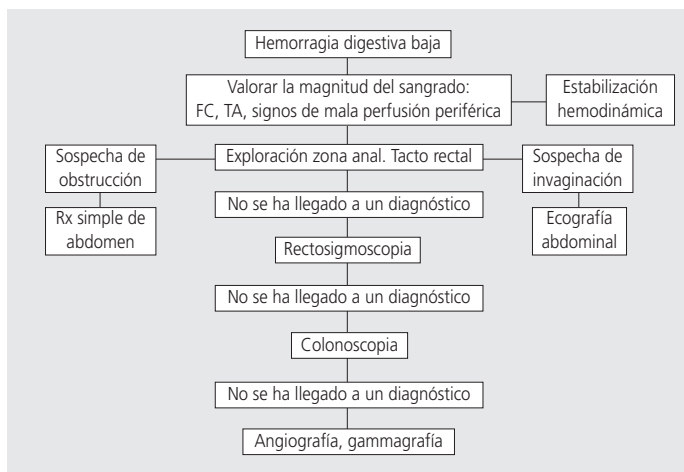 Hemorragia digestiva baja
Valorar la magnitud del sangrado:
FC, TA, signos de mala perfusión periférica
Estabilización
hemodinámica
Sospecha de
obstrucción
Exploración zona anal. Tacto rectal
Sospecha de
invaginación
Rx simple de
abdomen
No se ha llegado a un diagnóstico
Ecografía
abdominal
Rectosigmoscopia
No se ha llegado a un diagnóstico
Colonoscopia
No se ha llegado a un diagnóstico
Angiografía, gammagrafía